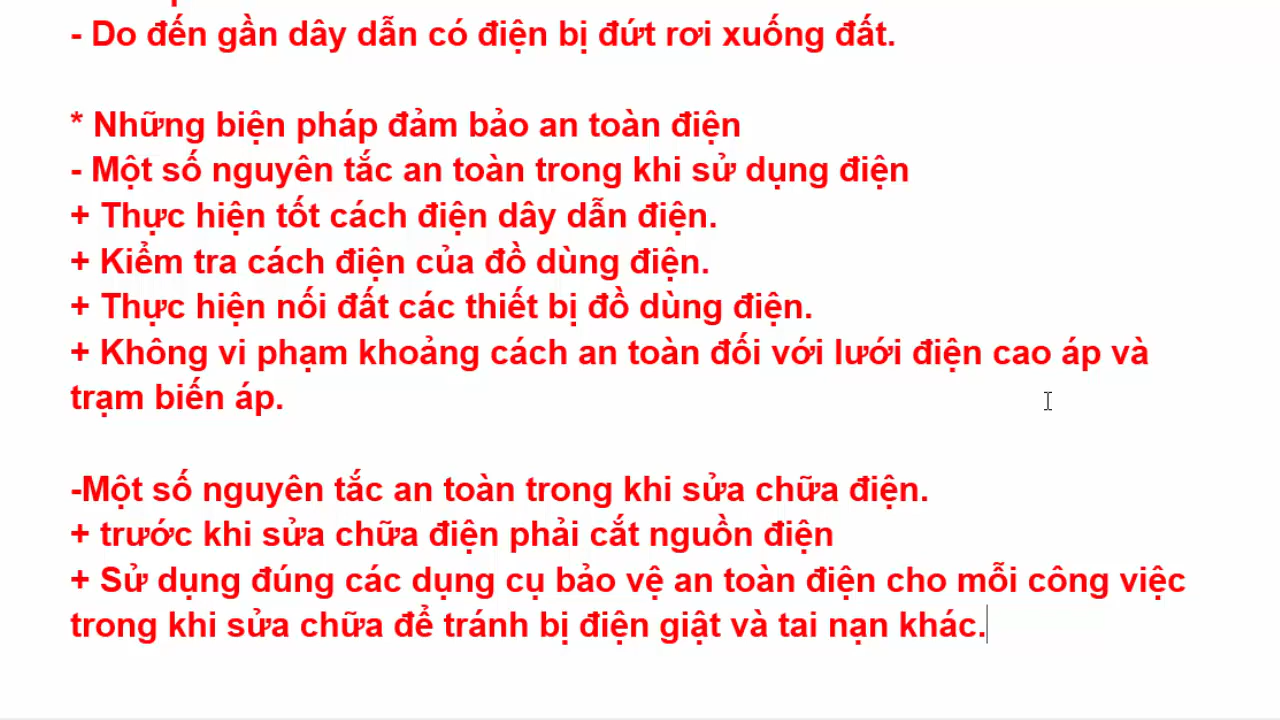 - Do đến gần dây dẫn có điện bị đứt rơi xuống đất.
* Những biện pháp đảm bảo an toàn điện
- Một số nguyên tắc an toàn trong khi sử dụng điện
+ Thực hiện tốt cách điện dây dẫn điện.
+ Kiểm tra cách điện của đồ dùng điện.
+ Thực hiện nối đất các thiết bị đồ dùng điện.
+ Không vi phạm khoảng cách an toàn đối với lưới điện cao áp và
trạm biến áp.
-Một số nguyên tắc an toàn trong khi sửa chữa điện.
+ trước khi sửa chữa điện phải cắt nguồn điện
+ Sử dụng đúng các dụng cụ bảo vệ an toàn điện cho mỗi công việc
trong khi sửa chữa để tránh bị điện giật và tai nạn khác.